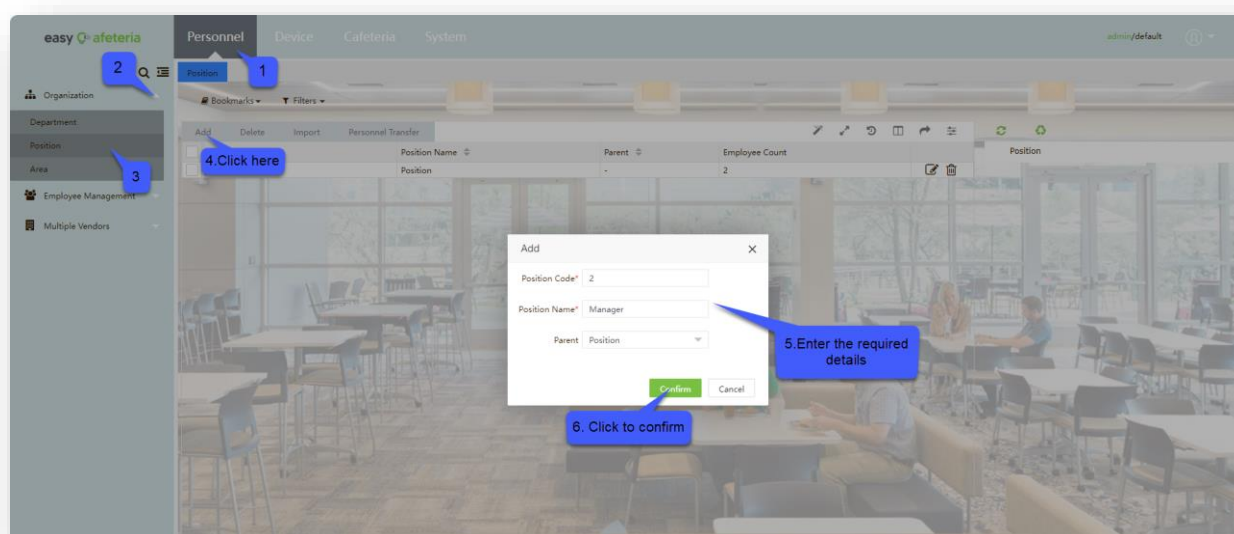 easy Cafeteria
Personnel
Device
Cafeteria
System
admin/default
1
2
Position
Organization
Bookmarks
Filters
Department
Position
Area
3
Add
Delete
Import
Personnel Transfer
4.Click here
Position Name
Parent
Employee Count
Position
-
2
Position
Employee Management
Multiple Vendors
Add
Position Code* 2
Position Name* Manager
Parent Position
5.Enter the required
details
Confirm
Cancel
6. Click to confirm